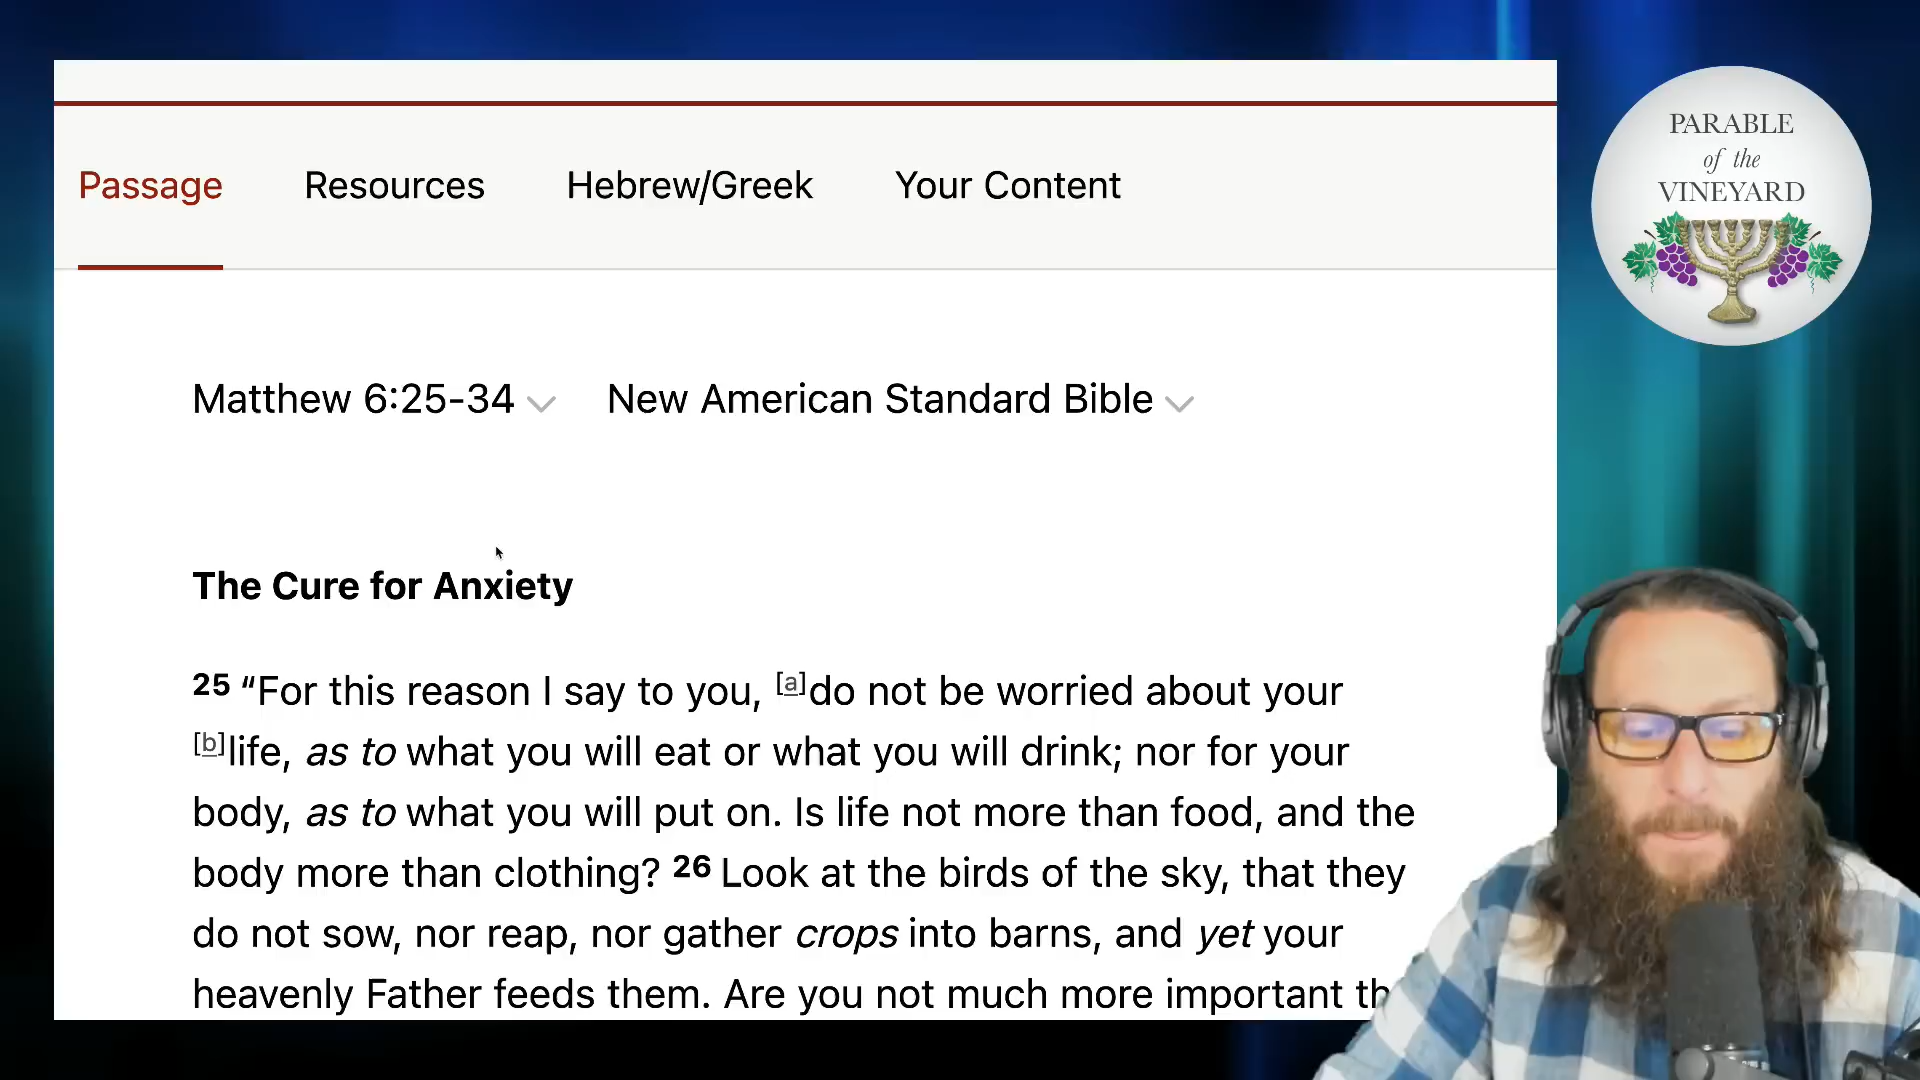 Passage Resources Hebrew/Greek Your Content
Matthew 6:25-34 New American Standard Bible
The Cure for Anxiety
25 “For this reason I say to you, [a]do not be worried about your
[b]life, as to what you will eat or what you will drink; nor for your
body, as to what you will put on. Is life not more than food, and the
body more than clothing? 26 Look at the birds of the sky, that they
do not sow, nor reap, nor gather crops into barns, and yet your
heavenly Father feeds them. Are you not much more important
PARABLE
of the
VINEYARD